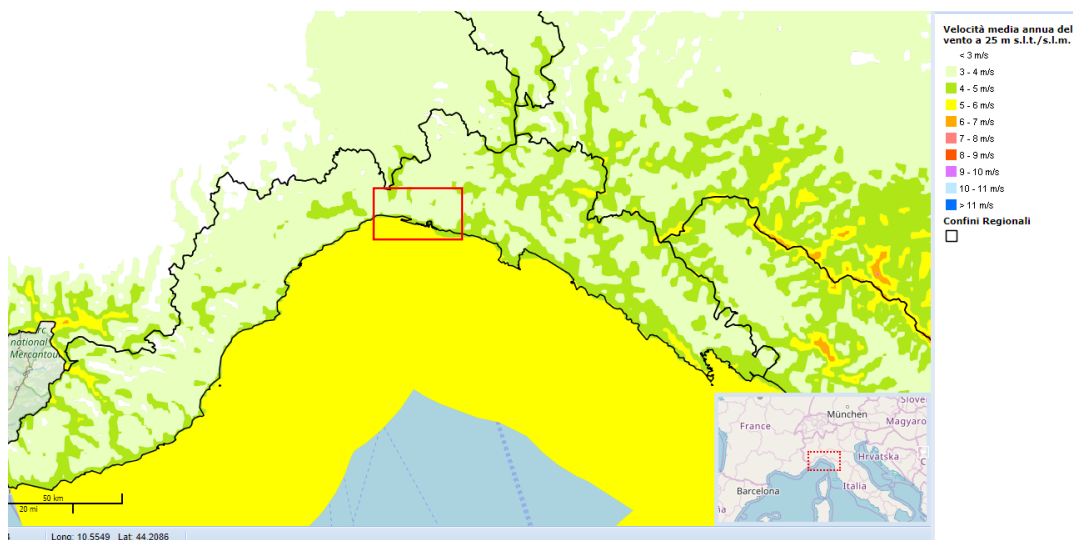 Velocità media annua del
vento a 25 m s.l.t./s.l.m.
< 3 m/s
3 - 4 m/s
4 - 5 m/s
5 - 6 m/s
6 - 7 m/s
7 - 8 m/s
8 - 9 m/s
9 - 10 m/s
10 - 11 m/s
> 11 m/s
Confini Regionali
national
Mercantour
50 km
20 mi
France
München
Magyaro
Hrvatska
Barcelona
Italia
Long: 10.5549 Lat: 44.2086